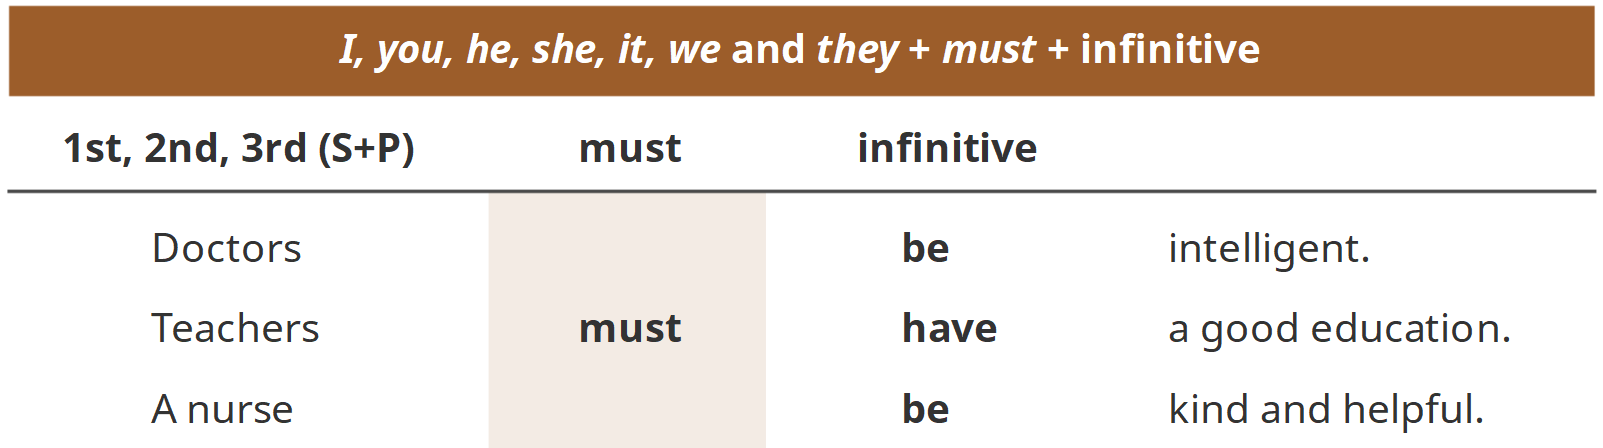 I, you, he, she, it, we and they + must + infinitive
1st, 2nd, 3rd (S+P) must infinitive
Doctors be intelligent.
Teachers must have a good education.
A nurse be kind and helpful.